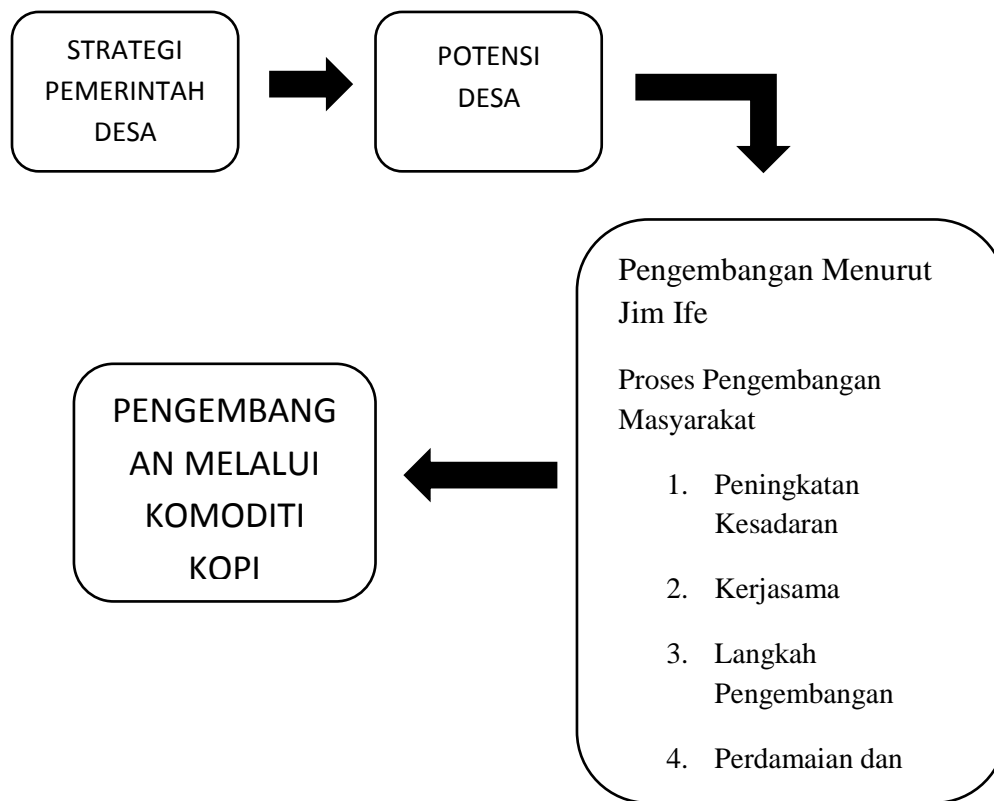 STRATEGI
PEMERINTAH
DESA
POTENSI
DESA
Pengembangan Menurut
Jim Ife
Proses Pengembangan
Masyarakat
1. Peningkatan
Kesadaran
2. Kerjasama
3. Langkah
Pengembangan
4. Perdamaian dan
PENGEMBANG
AN MELALUI
KOMODITI
KOPI